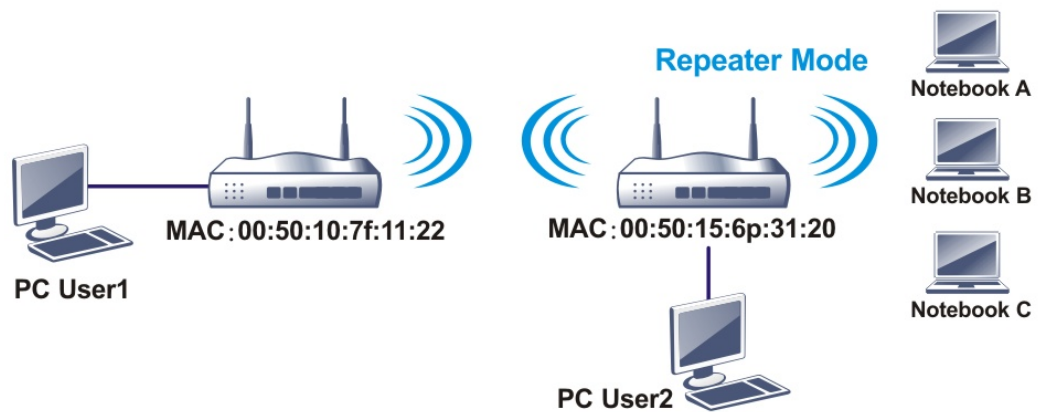 Repeater Mode
Notebook A
Notebook B
MAC:00:50:10:7f:11:22
MAC:00:50:15:6p:31:20
PC User1
Notebook C
PC User2